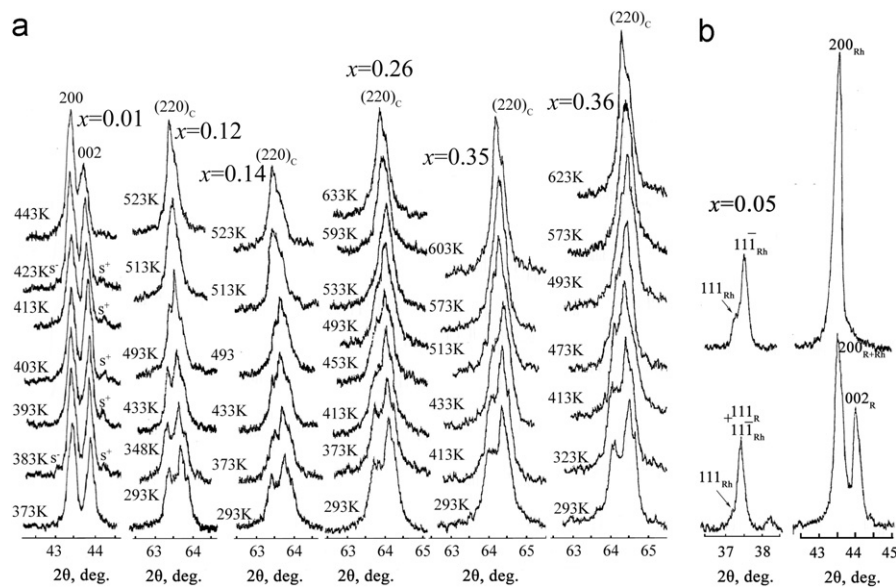 a
200
x=0.01
002
443K
423K
S⁻
S⁺
413K
S⁺
403K
S⁺
393K
S⁺
383K
S⁻
S⁺
373K
43 44
2θ, deg.
(220)C
x=0.12
523K
513K
493K
433K
348K
293K
63 64
2θ, deg.
x=0.14
(220)C
523K
513K
493
433K
373K
293K
63 64
2θ, deg.
x=0.26
(220)C
633K
593K
533K
493K
453K
413K
373K
293K
63 64 65
2θ, deg.
(220)C
x=0.35
603K
573K
513K
433K
413K
293K
63 64 65
2θ, deg.
(220)C
x=0.36
623K
573K
493K
473K
413K
323K
293K
63 64 65
2θ, deg.
b
x=0.05
111̄Rh
111Rh
200Rh
+111R
111̄Rh
111Rh
200R+Rh
002R
37 38
2θ, deg.
43 44 45
2θ, deg.